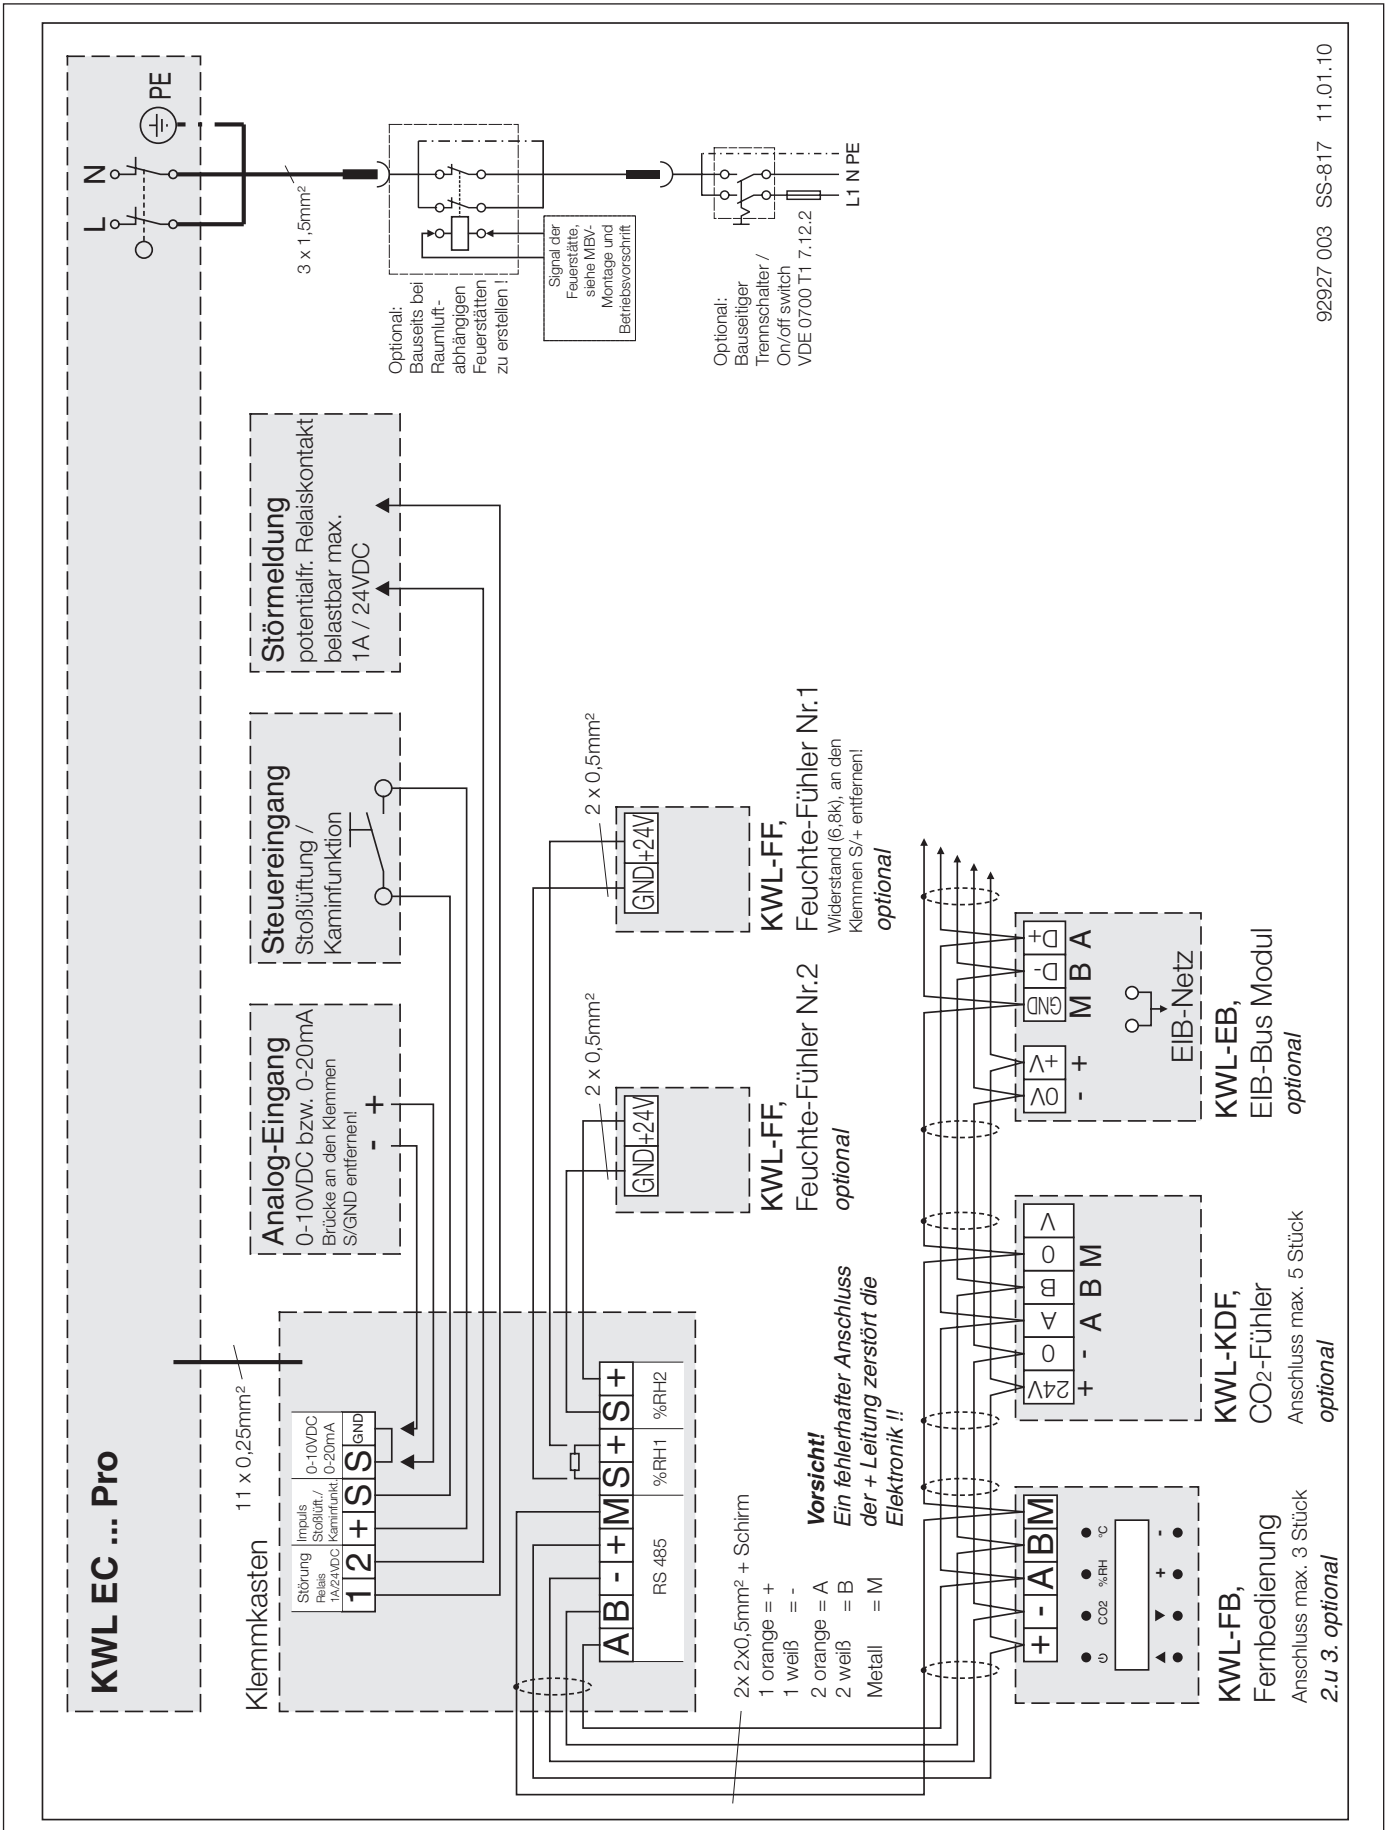 KWL EC ... Pro
L
N
PE
3 x 1,5mm²
Optional:
Bauseits bei
Raumluft-
abhängigen
Feuerstätten
zu erstellen !
Signal der
Feuerstätte,
siehe MBV-
Montage und
Betriebsvorschrift
Optional:
Bauseitiger
Trennschalter /
On/off switch
VDE 0700 T1 7.12.2
L1 N PE
11 x 0,25mm²
Klemmkasten
Störung
Relais
1A/24VDC
Impuls
Stoßlüft./
Kaminfunkt.
0-10VDC
0-20mA
1 2 + S S GND
Analog-Eingang
0-10VDC bzw. 0-20mA
Brücke an den Klemmen
S/GND entfernen!
- +
Steuereingang
Stoßlüftung /
Kaminfunktion
Störmeldung
potentialfr. Relaiskontakt
belastbar max.
1A / 24VDC
A B - + M S + S +
RS 485
%RH1
%RH2
2 x 0,5mm²
GND +24V
KWL-FF,
Feuchte-Fühler Nr.2
optional
2 x 0,5mm²
GND +24V
KWL-FF,
Feuchte-Fühler Nr.1
Widerstand (6,8k), an den
Klemmen S/+ entfernen!
optional
2x 2x0,5mm² + Schirm
1 orange = +
1 weiß = -
2 orange = A
2 weiß = B
Metall = M
Vorsicht!
Ein fehlerhafter Anschluss
der + Leitung zerstört die
Elektronik !!
+ - A B M
CO2 %RH °C
+ -
KWL-FB,
Fernbedienung
Anschluss max. 3 Stück
2.u 3. optional
24V 0 A B 0 V
+ - A B M
KWL-KDF,
CO2-Fühler
Anschluss max. 5 Stück
optional
0V +V GND D- D+
- + M B A
EIB-Netz
KWL-EB,
EIB-Bus Modul
optional
92927 003 SS-817 11.01.10